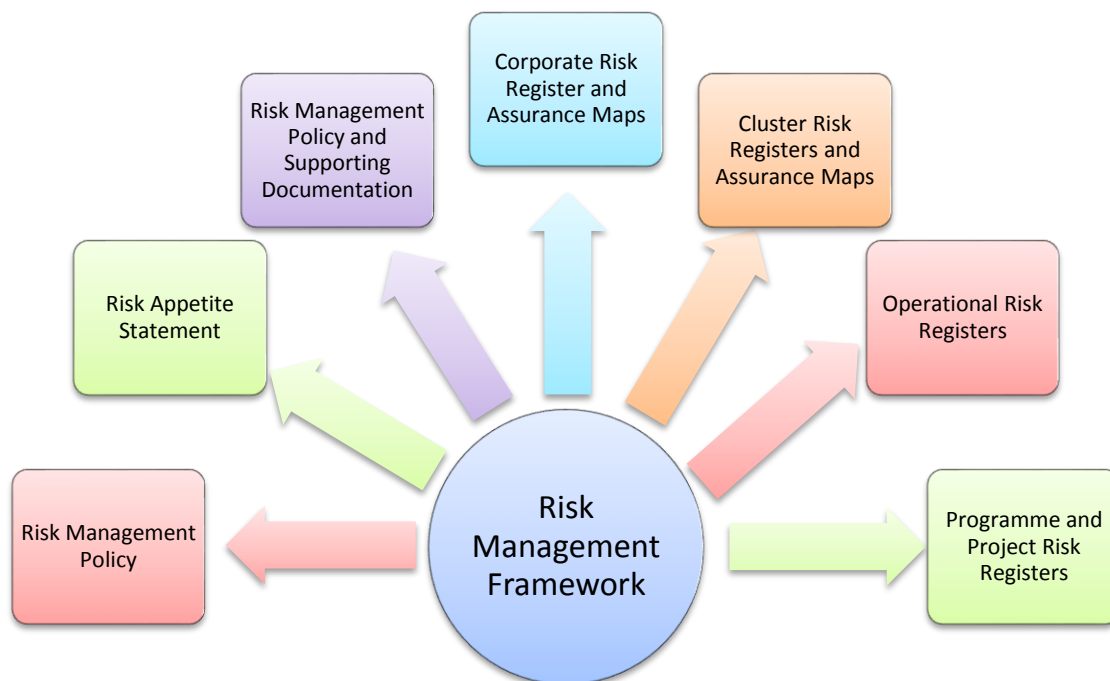 Corporate Risk
Register and
Assurance Maps
Risk Management
Policy and
Supporting
Documentation
Cluster Risk
Registers and
Assurance Maps
Risk Appetite
Statement
Operational Risk
Registers
Risk Management
Policy
Risk
Management
Framework
Programme and
Project Risk
Registers